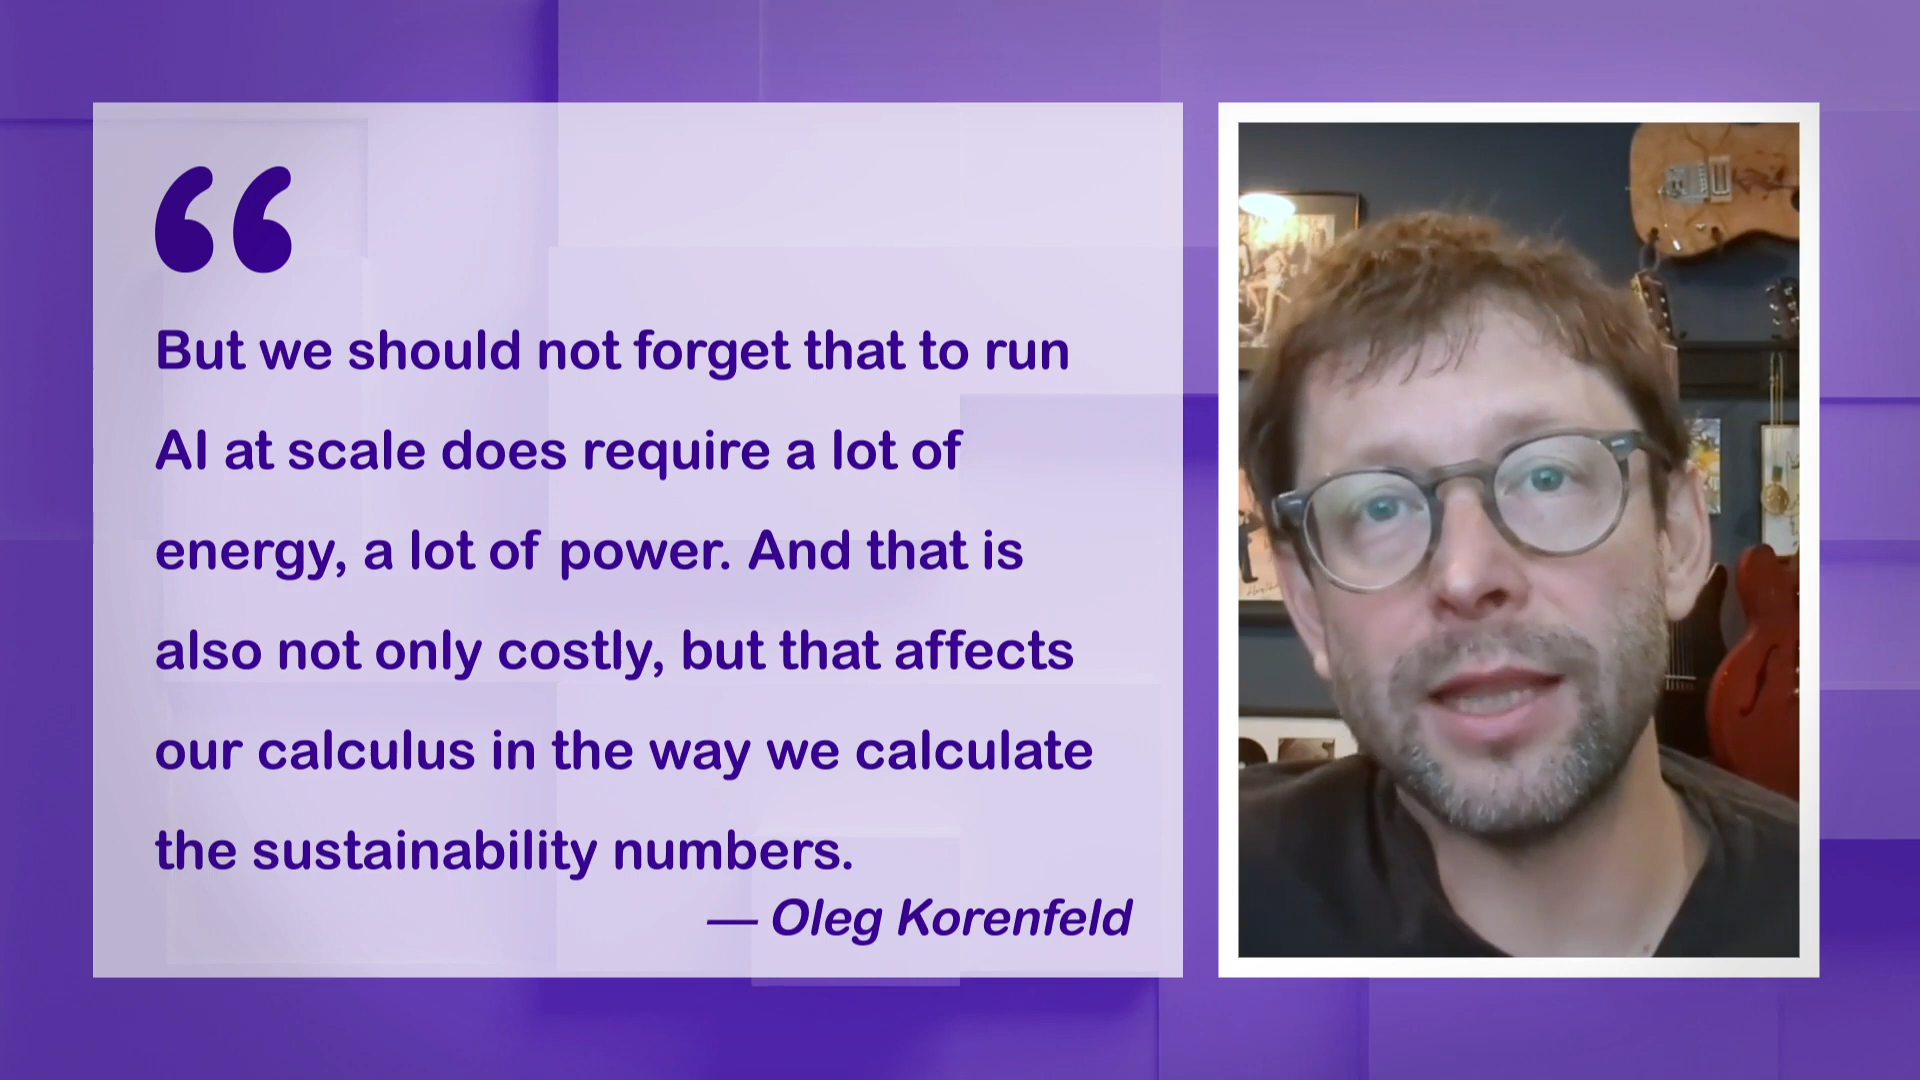 “
But we should not forget that to run
AI at scale does require a lot of
energy, a lot of power. And that is
also not only costly, but that affects
our calculus in the way we calculate
the sustainability numbers.
— Oleg Korenfeld